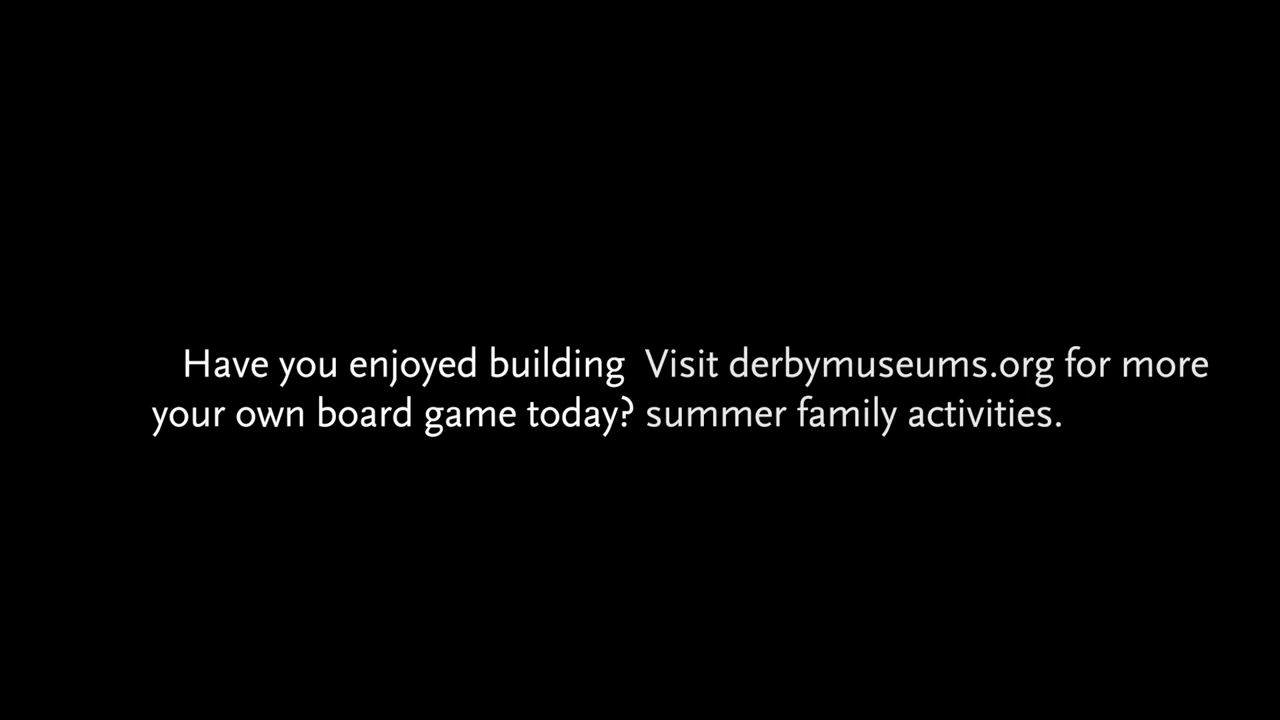 Have you enjoyed building
your own board game today?
Visit derbymuseums.org for more
summer family activities.